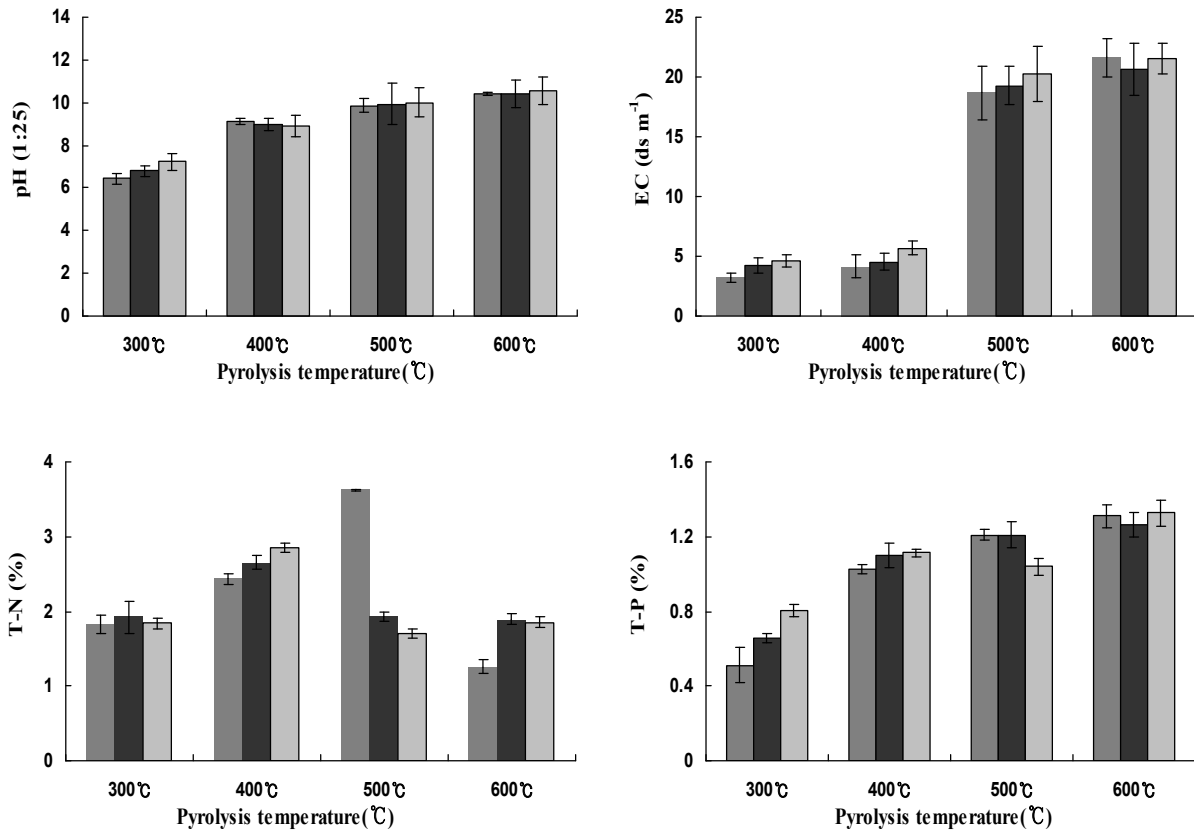 14
12
10
8
6
4
2
0
pH (1:25)
300℃ 400℃ 500℃ 600℃
Pyrolysis temperature(℃)
25
20
15
10
5
0
EC (ds m⁻¹)
300℃ 400℃ 500℃ 600℃
Pyrolysis temperature(℃)
4
3
2
1
0
T-N (%)
300℃ 400℃ 500℃ 600℃
Pyrolysis temperature(℃)
1.6
1.2
0.8
0.4
0
T-P (%)
300℃ 400℃ 500℃ 600℃
Pyrolysis temperature(℃)